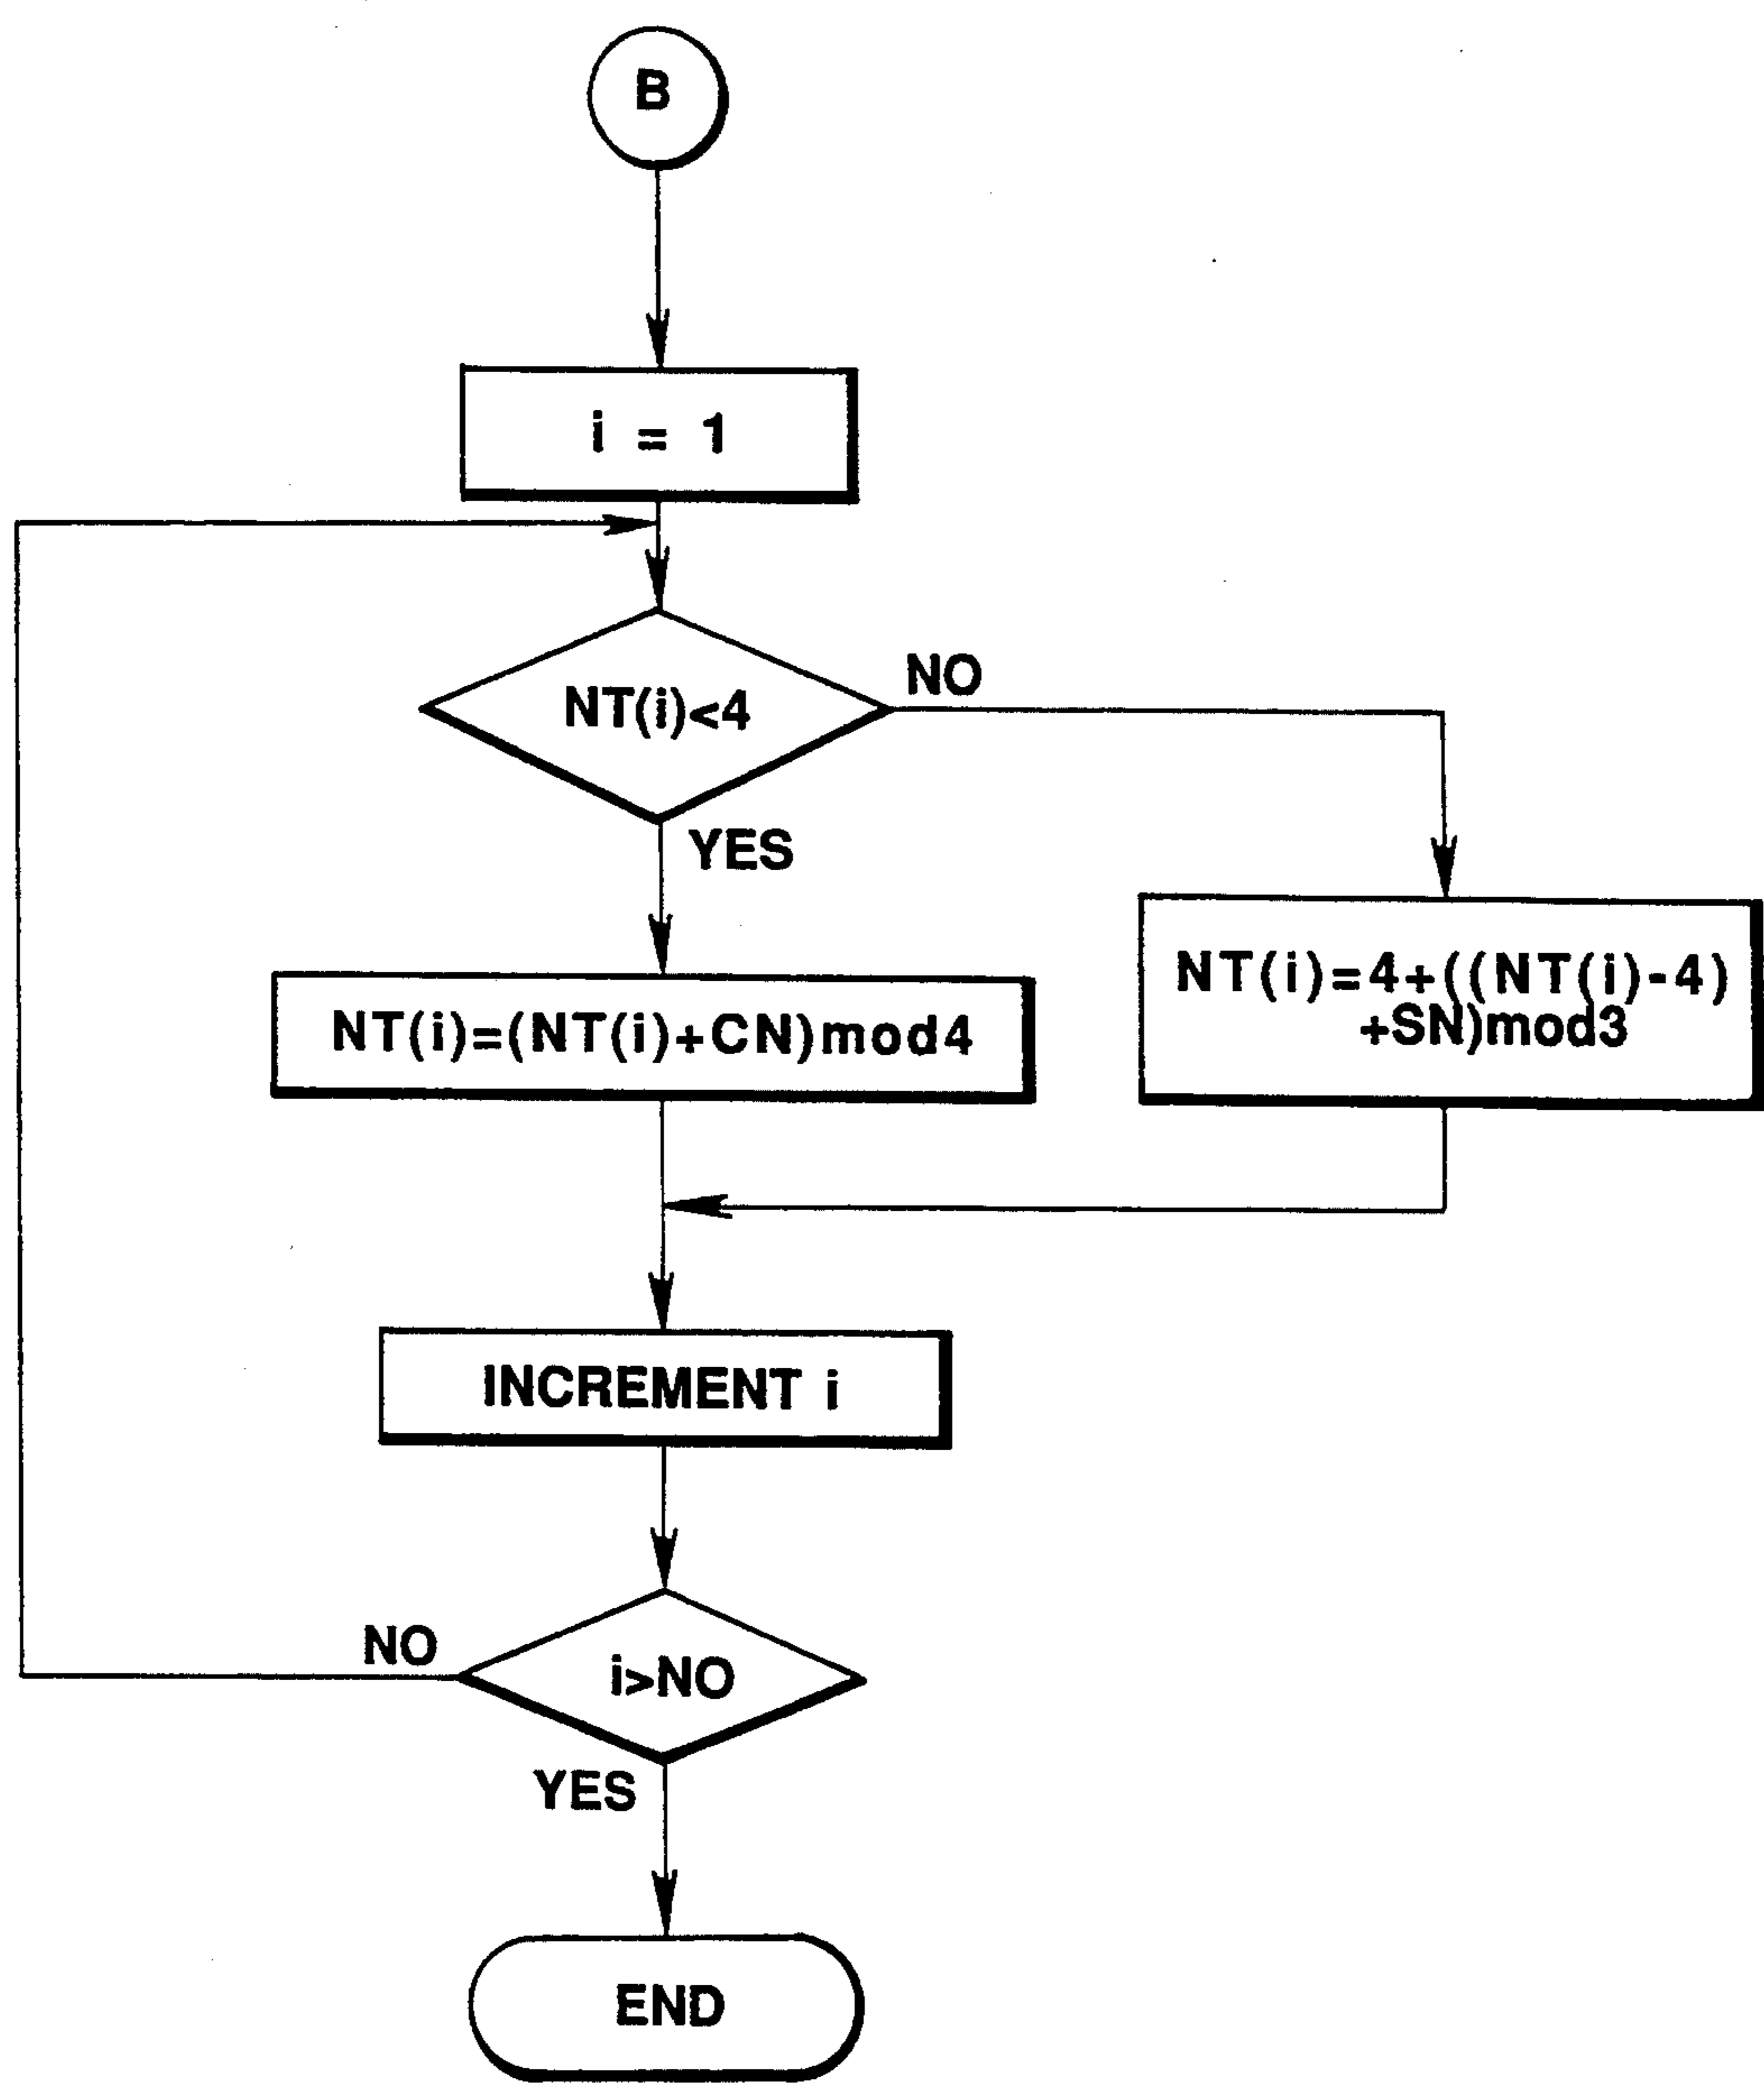 B
i = 1
NT(i)<4
NO
YES
NT(i)=(NT(i)+CN)mod4
NT(i)=4+((NT(i)-4)
+SN)mod3
INCREMENT i
NO
i>NO
YES
END